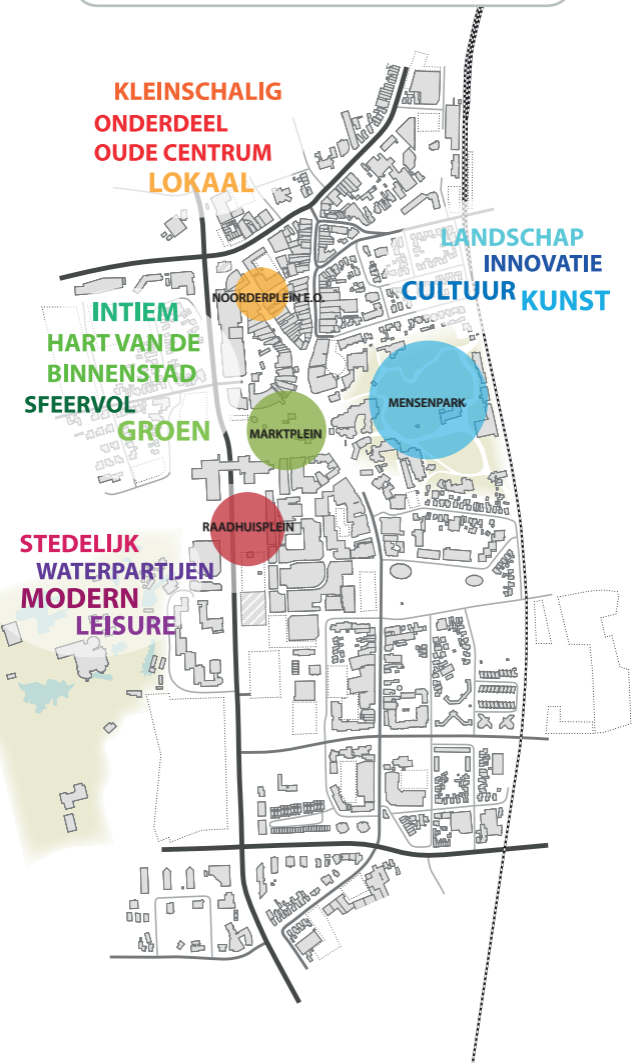 KLEINSCHALIG
ONDERDEEL
OUDE CENTRUM
LOKAAL
LANDSCHAP
INNOVATIE
CULTUUR
KUNST
NOORDERPLEIN E.O.
INTIEM
HART VAN DE
BINNENSTAD
SFEERVOL
GROEN
MENSENPARK
MARKTPLEIN
RAADHUISPLEIN
STEDELIJK
WATERPARTIJEN
MODERN
LEISURE